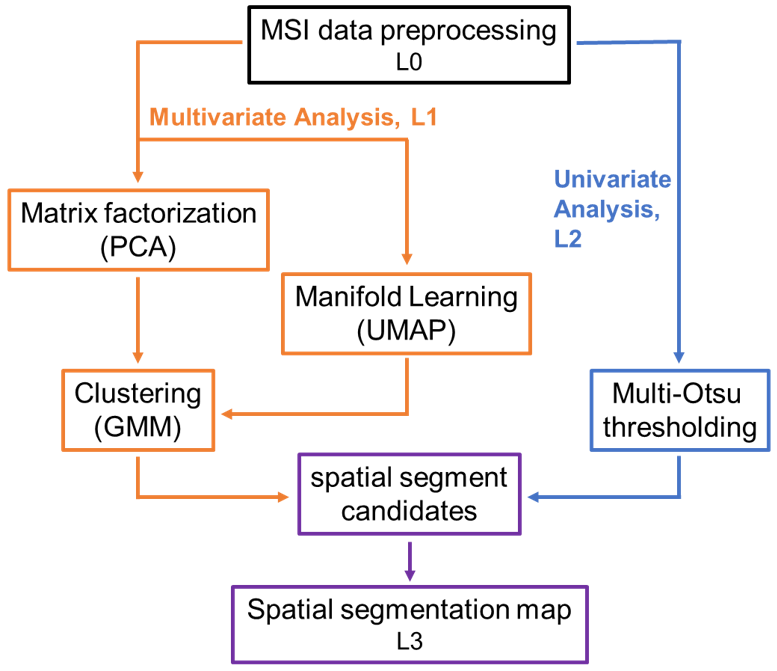 MSI data preprocessing
L0
Multivariate Analysis, L1
Univariate
Analysis,
L2
Matrix factorization
(PCA)
Manifold Learning
(UMAP)
Clustering
(GMM)
Multi-Otsu
thresholding
spatial segment
candidates
Spatial segmentation map
L3